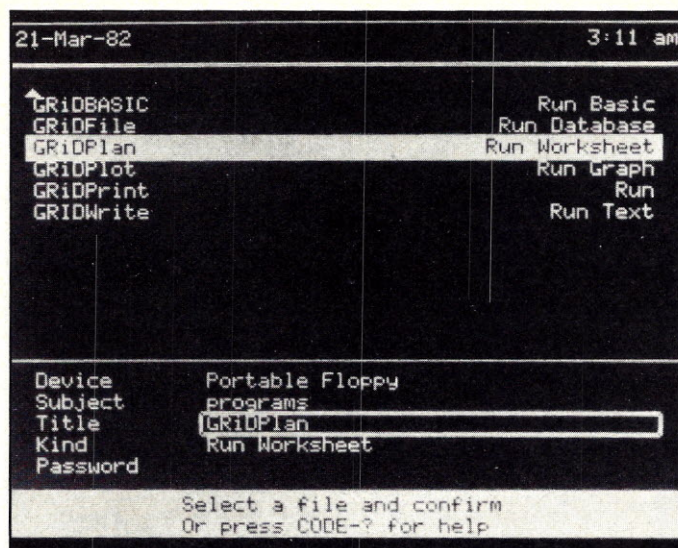 21-Mar-82 3:11 am
GRiDBASIC Run Basic
GRiDFile Run Database
GRiDPlan Run Worksheet
GRiDPlot Run Graph
GRiDPrint Run
GRIDWrite Run Text
Device Portable Floppy
Subject programs
Title GRiDPlan
Kind Run Worksheet
Password
Select a file and confirm
Or press CODE-? for help